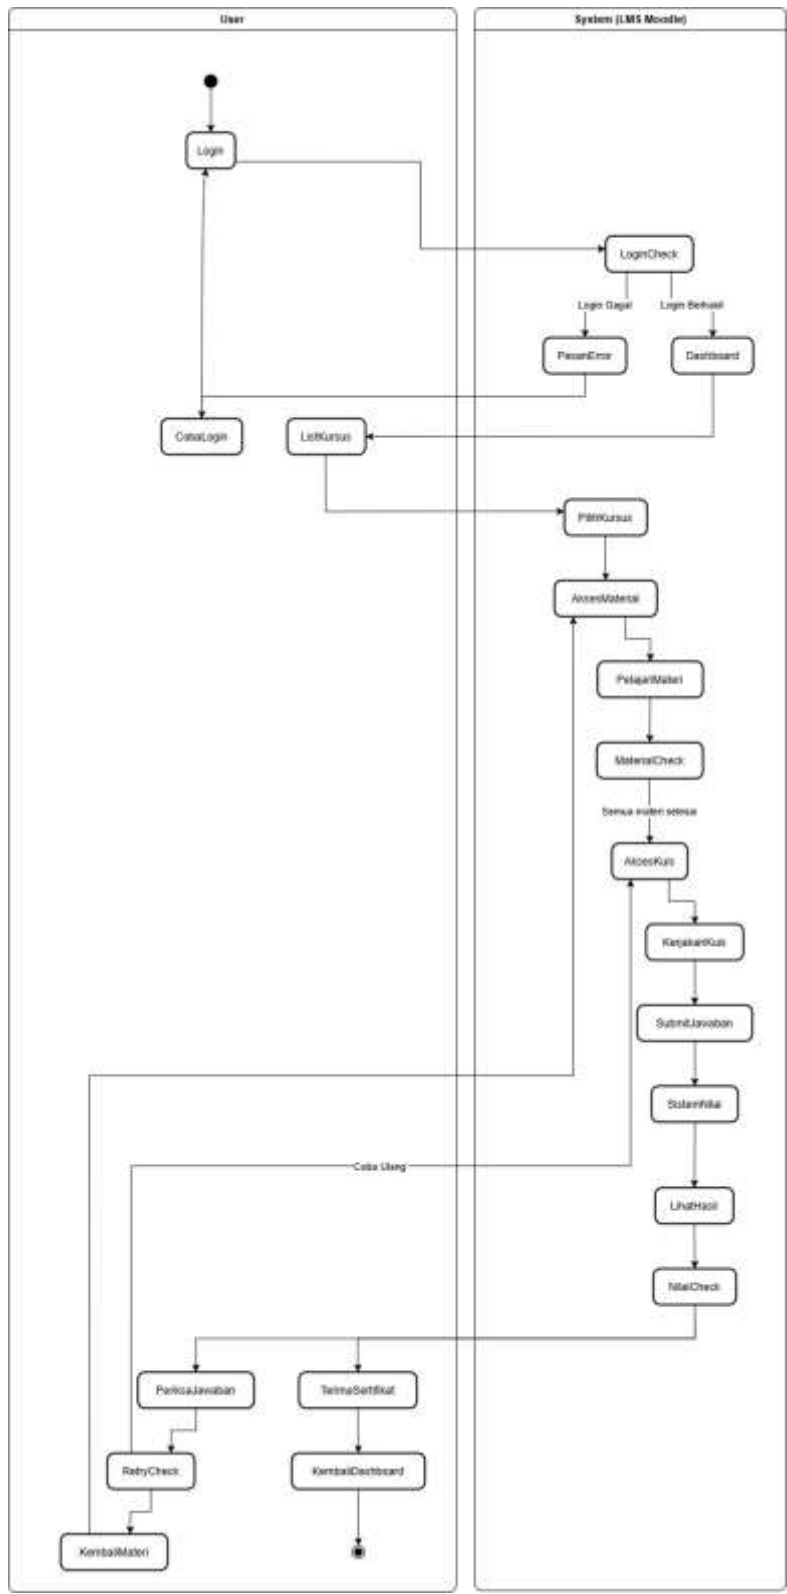 User
System (LMS Moodle)
Login
LoginCheck
Login Gagal
Login Berhasil
PesanError
Dashboard
CobaLogin
ListKursus
PilihKursus
AksesMaterial
PelajariMateri
MaterialCheck
Semua materi selesai
AksesKuis
KerjakanKuis
SubmitJawaban
SistemNilai
Coba Ulang
LihatHasil
NilaiCheck
PeriksaJawaban
TerimaSertifikat
RetryCheck
KembaliDashboard
KembaliMateri